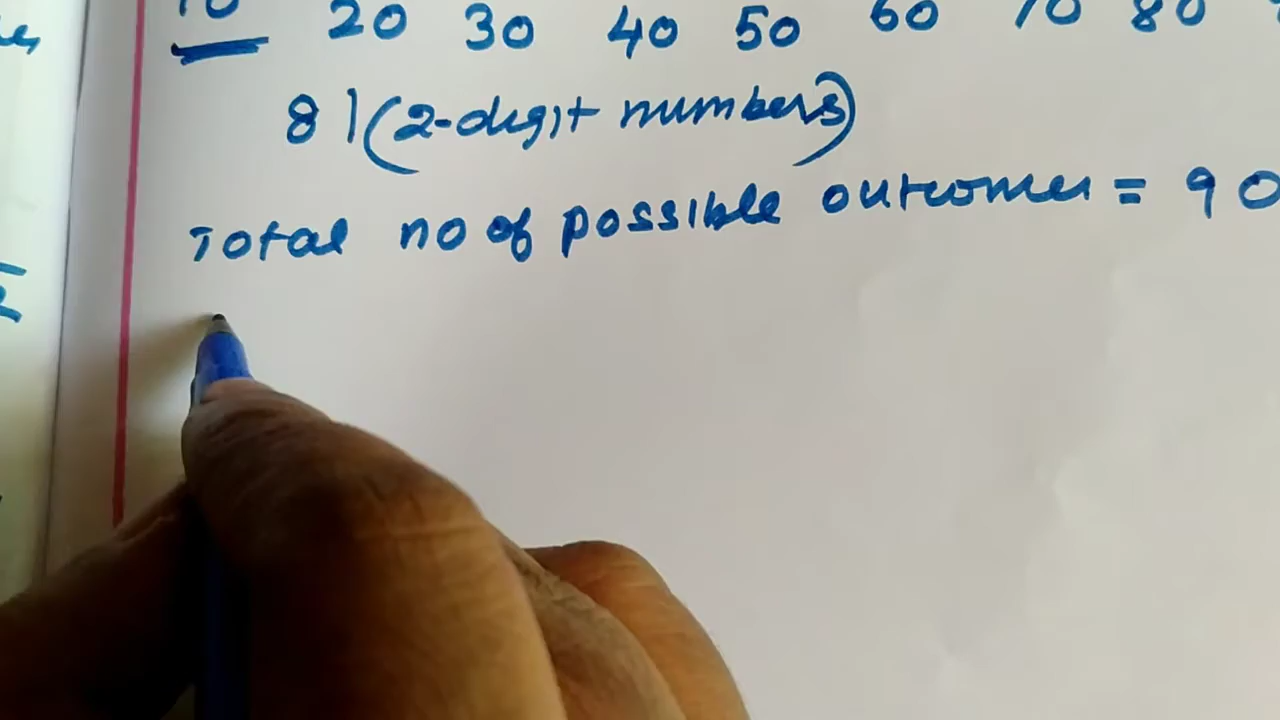 10 20 30 40 50 60 70 80
81 (2-digit numbers)
Total no of possible outcomes = 90